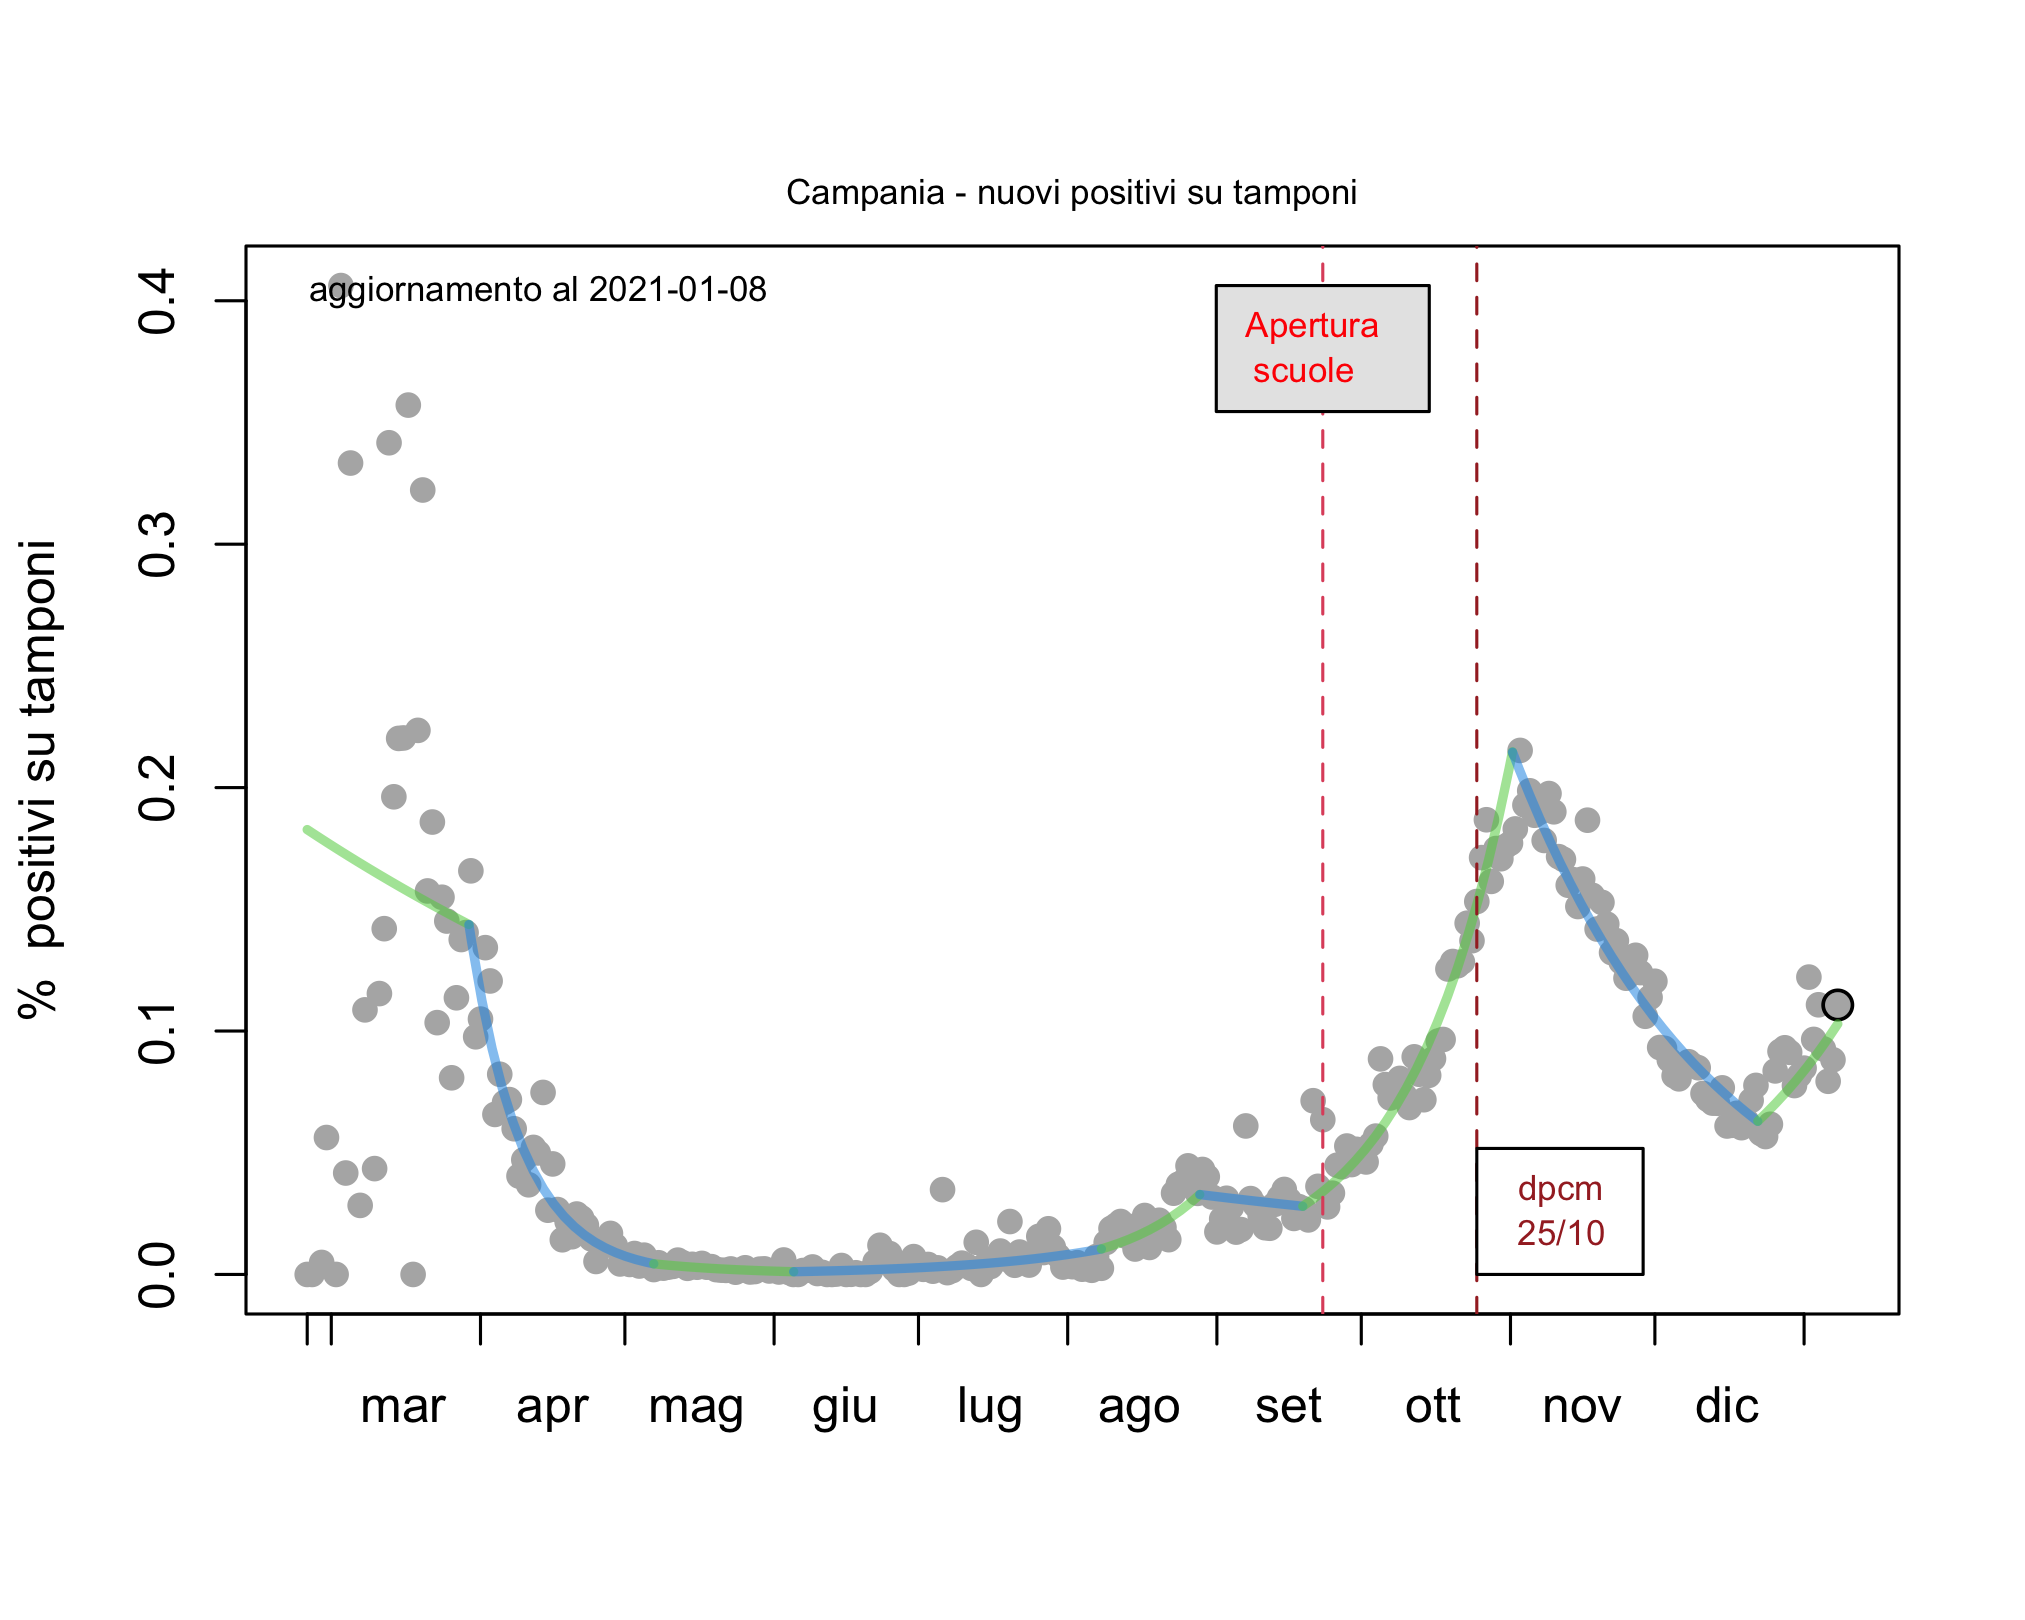 Campania - nuovi positivi su tamponi
aggiornamento al 2021-01-08
Apertura
scuole
dpcm
25/10
% positivi su tamponi
0.4
0.3
0.2
0.1
0.0
mar apr mag giu lug ago set ott nov dic